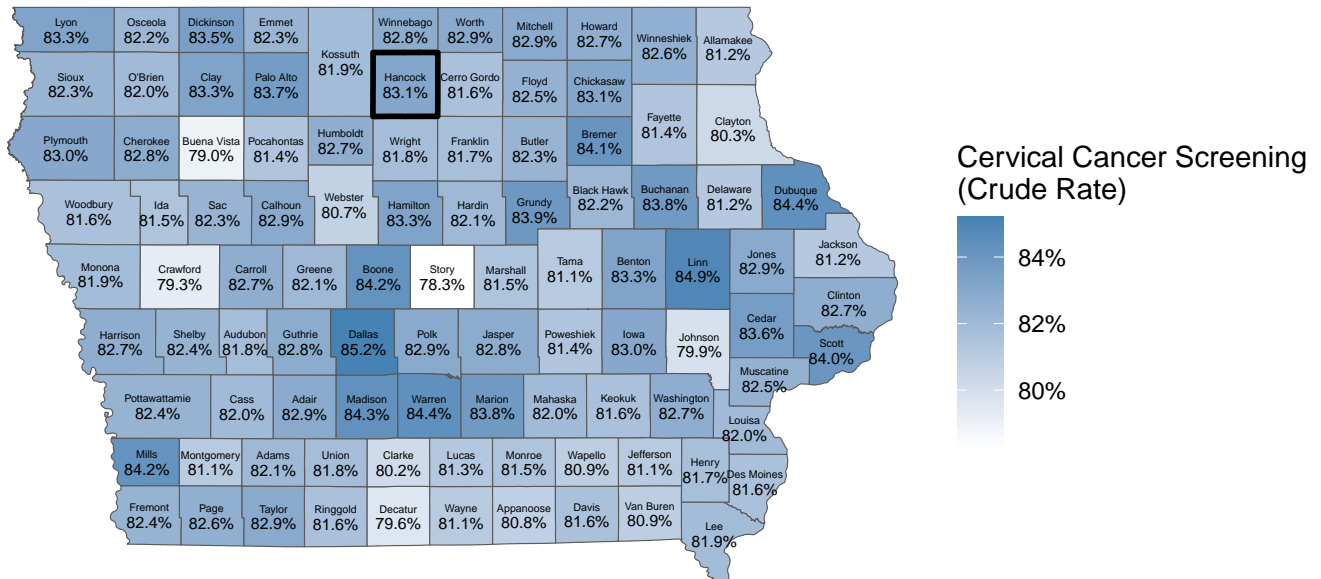 Lyon
83.3%
Osceola
82.2%
Dickinson
83.5%
Emmet
82.3%
Kossuth
81.9%
Winnebago
82.8%
Worth
82.9%
Mitchell
82.9%
Howard
82.7%
Winneshiek
82.6%
Allamakee
81.2%
Sioux
82.3%
O'Brien
82.0%
Clay
83.3%
Palo Alto
83.7%
Hancock
83.1%
Cerro Gordo
81.6%
Floyd
82.5%
Chickasaw
83.1%
Fayette
81.4%
Clayton
80.3%
Plymouth
83.0%
Cherokee
82.8%
Buena Vista
79.0%
Pocahontas
81.4%
Humboldt
82.7%
Wright
81.8%
Franklin
81.7%
Butler
82.3%
Bremer
84.1%
Woodbury
81.6%
Ida
81.5%
Sac
82.3%
Calhoun
82.9%
Webster
80.7%
Hamilton
83.3%
Hardin
82.1%
Grundy
83.9%
Black Hawk
82.2%
Buchanan
83.8%
Delaware
81.2%
Dubuque
84.4%
Monona
81.9%
Crawford
79.3%
Carroll
82.7%
Greene
82.1%
Boone
84.2%
Story
78.3%
Marshall
81.5%
Tama
81.1%
Benton
83.3%
Linn
84.9%
Jones
82.9%
Jackson
81.2%
Clinton
82.7%
Harrison
82.7%
Shelby
82.4%
Audubon
81.8%
Guthrie
82.8%
Dallas
85.2%
Polk
82.9%
Jasper
82.8%
Poweshiek
81.4%
Iowa
83.0%
Johnson
79.9%
Cedar
83.6%
Scott
84.0%
Muscatine
82.5%
Pottawattamie
82.4%
Cass
82.0%
Adair
82.9%
Madison
84.3%
Warren
84.4%
Marion
83.8%
Mahaska
82.0%
Keokuk
81.6%
Washington
82.7%
Louisa
82.0%
Mills
84.2%
Montgomery
81.1%
Adams
82.1%
Union
81.8%
Clarke
80.2%
Lucas
81.3%
Monroe
81.5%
Wapello
80.9%
Jefferson
81.1%
Henry
81.7%
Des Moines
81.6%
Fremont
82.4%
Page
82.6%
Taylor
82.9%
Ringgold
81.6%
Decatur
79.6%
Wayne
81.1%
Appanoose
80.8%
Davis
81.6%
Van Buren
80.9%
Lee
81.9%
Cervical Cancer Screening
(Crude Rate)
84%
82%
80%